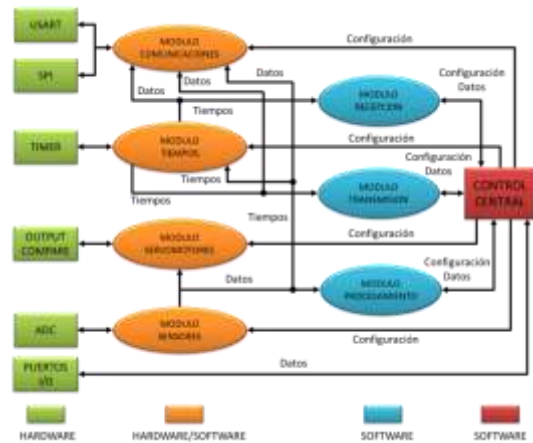 USART
SPI
TIMER
OUTPUT
COMPARE
ADC
PUERTOS
I/O
MODULO
COMUNICACIONES
MODULO
TIEMPOS
MODULO
SERVOMOTORES
MODULO
SENSORES
MODULO
RECEPCION
MODULO
TRANSMISION
MODULO
CONTROL
CENTRAL
Configuración
Datos
Datos
Datos
Configuración
Datos
Tiempos
Configuración
Configuración
Datos
Tiempos
Tiempos
Tiempos
Configuración
Configuración
Datos
Datos
Configuración
Datos
HARDWARE
HARDWARE/SOFTWARE
SOFTWARE
SOFTWARE